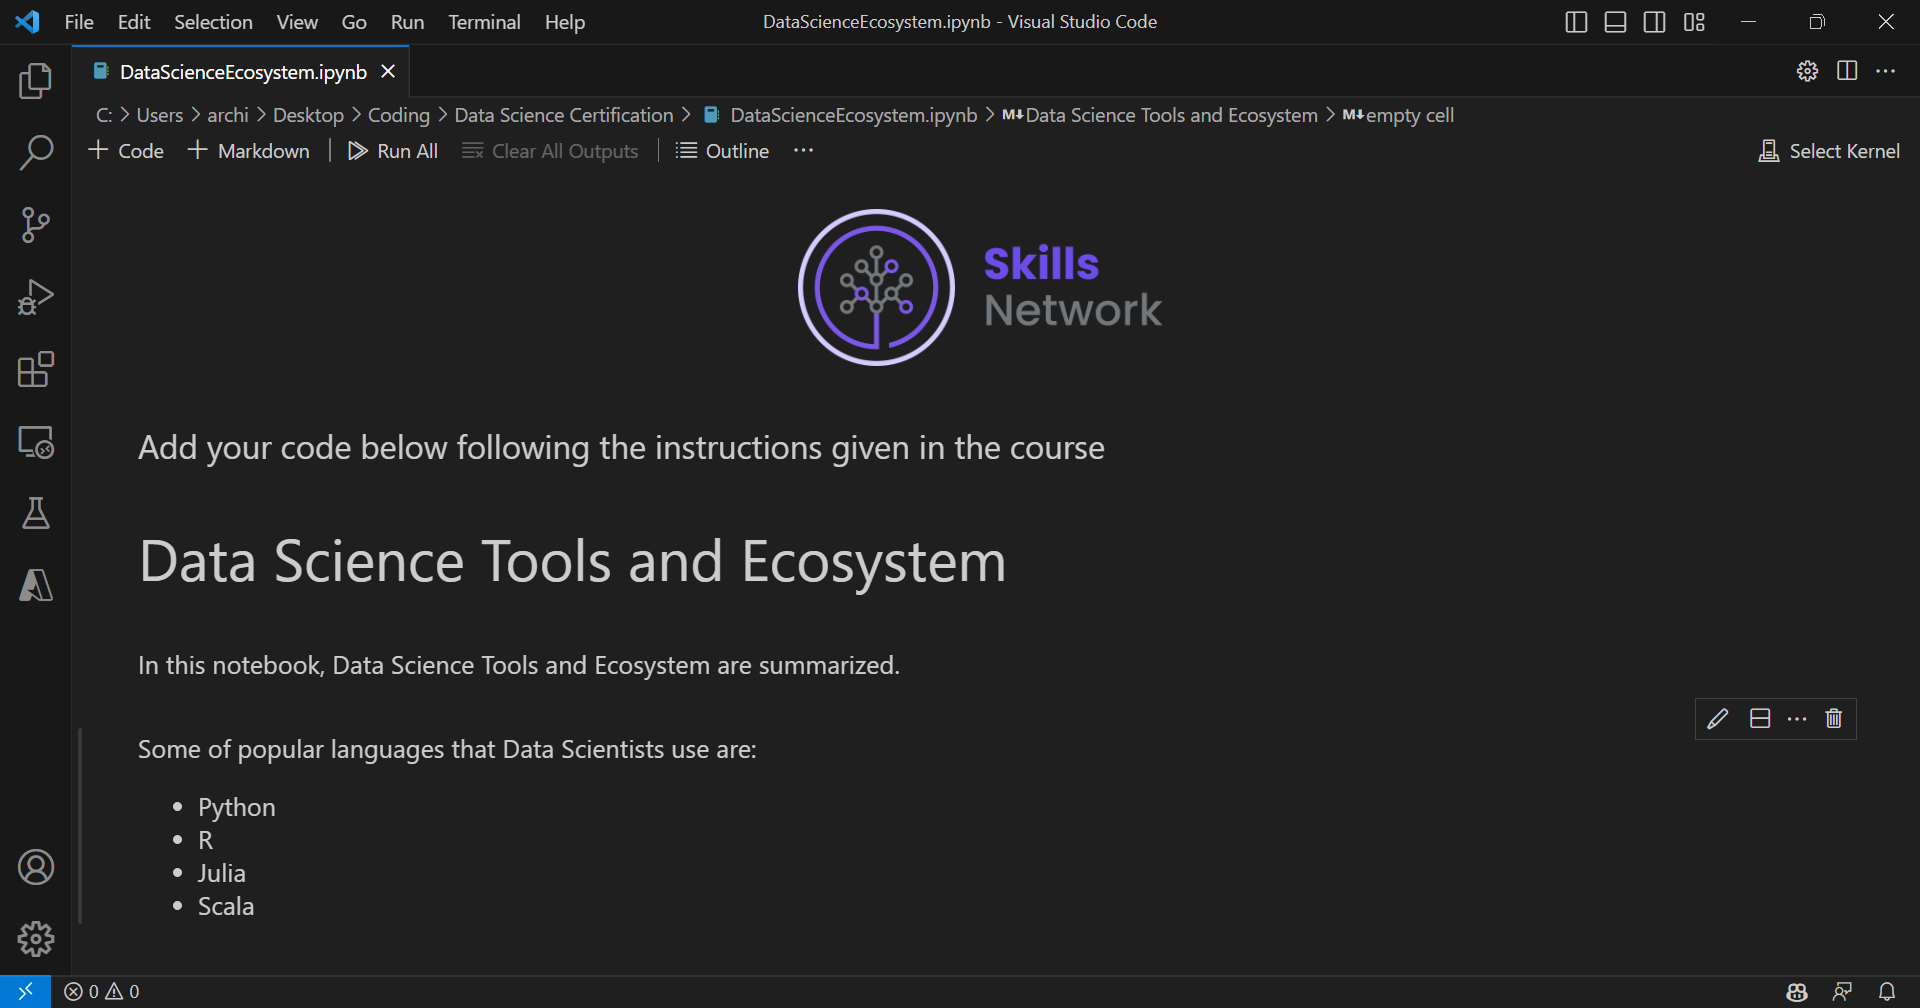 File Edit Selection View Go Run Terminal Help DataScienceEcosystem.ipynb - Visual Studio Code
DataScienceEcosystem.ipynb
C: > Users > archi > Desktop > Coding > Data Science Certification > DataScienceEcosystem.ipynb > M↓Data Science Tools and Ecosystem > M↓empty cell
+ Code + Markdown | Run All Clear All Outputs | Outline ··· Select Kernel
Skills
Network
Add your code below following the instructions given in the course
Data Science Tools and Ecosystem
In this notebook, Data Science Tools and Ecosystem are summarized.
Some of popular languages that Data Scientists use are:
• Python
• R
• Julia
• Scala
0 0